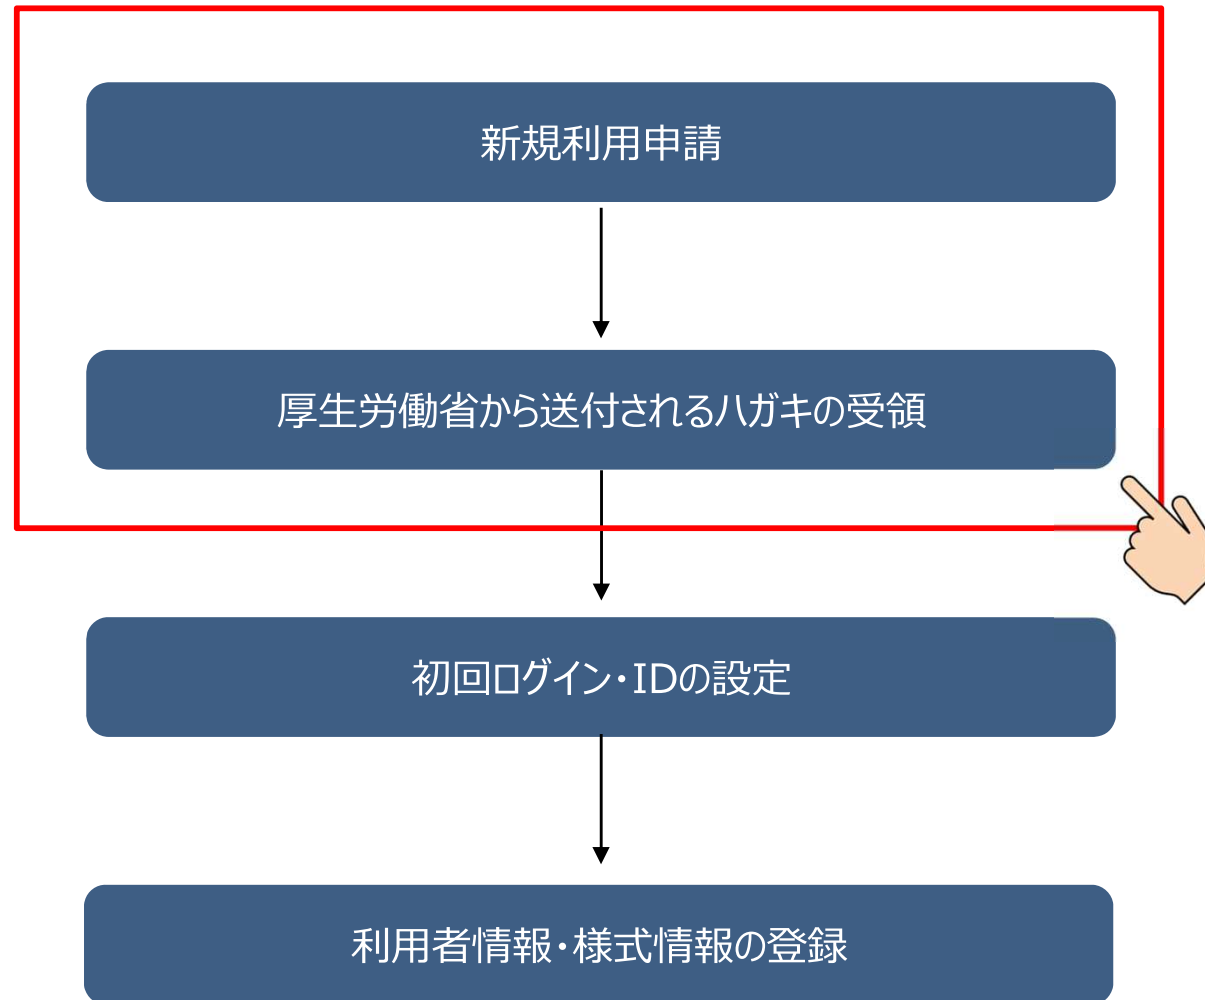 新規利用申請
厚生労働省から送付されるハガキの受領
初回ログイン・IDの設定
利用者情報・様式情報の登録